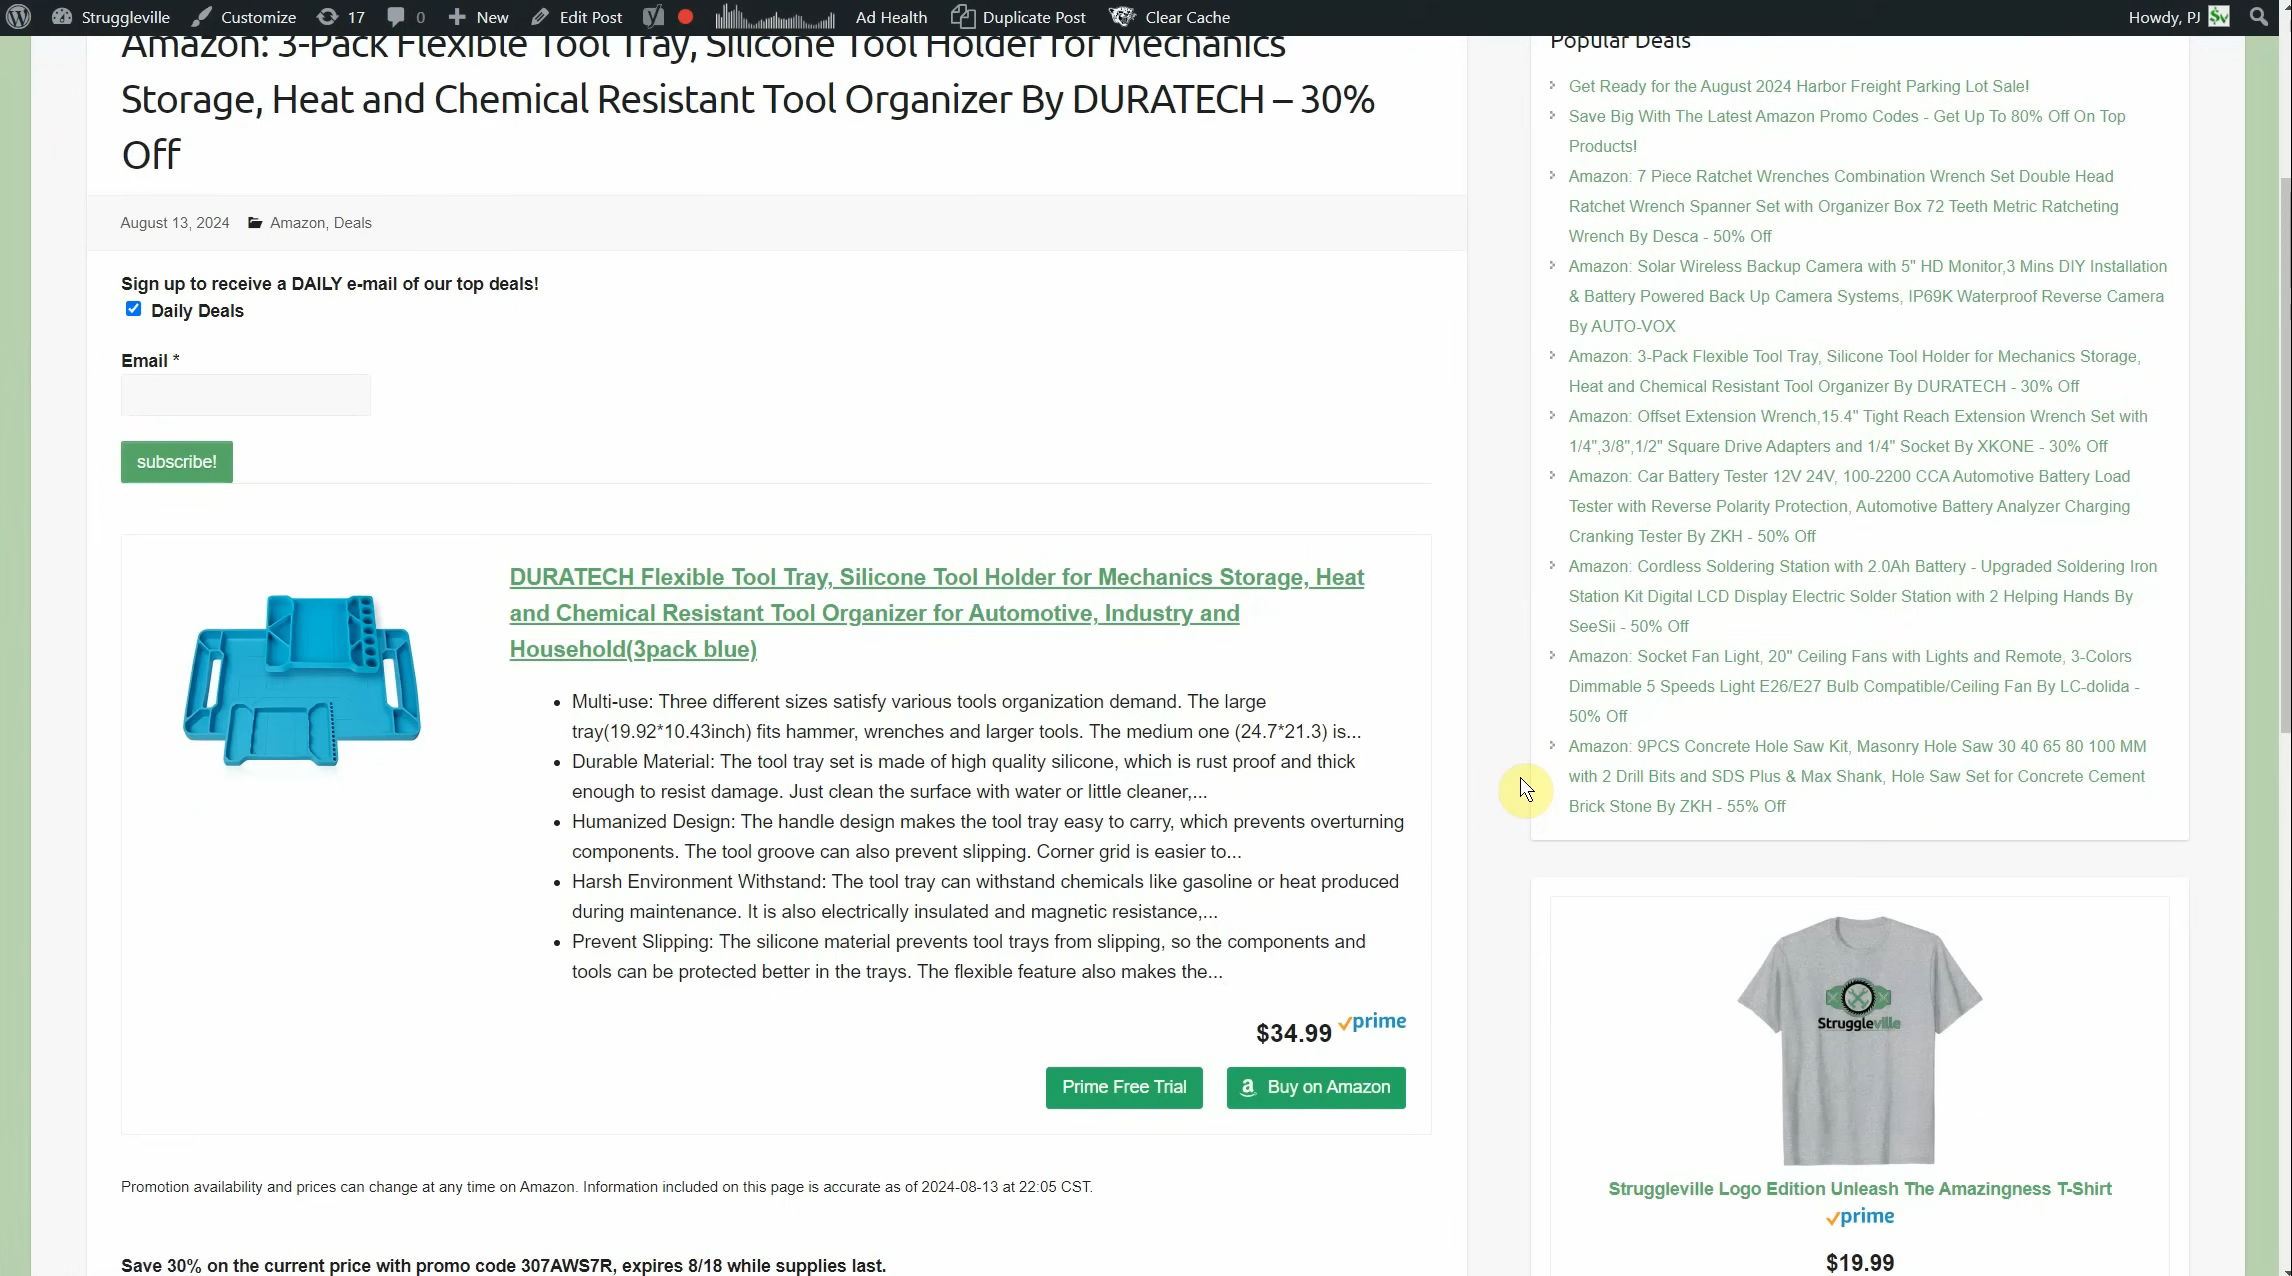 Struggleville Customize 17 0 New Edit Post Ad Health Duplicate Post Clear Cache Howdy, PJ
Amazon: 3-Pack Flexible Tool Tray, Silicone Tool Holder for Mechanics
Storage, Heat and Chemical Resistant Tool Organizer By DURATECH – 30%
Off
August 13, 2024 Amazon, Deals
Sign up to receive a DAILY e-mail of our top deals!
Daily Deals
Email *
subscribe!
DURATECH Flexible Tool Tray, Silicone Tool Holder for Mechanics Storage, Heat
and Chemical Resistant Tool Organizer for Automotive, Industry and
Household(3pack blue)
• Multi-use: Three different sizes satisfy various tools organization demand. The large
tray(19.92*10.43inch) fits hammer, wrenches and larger tools. The medium one (24.7*21.3) is...
• Durable Material: The tool tray set is made of high quality silicone, which is rust proof and thick
enough to resist damage. Just clean the surface with water or little cleaner,...
• Humanized Design: The handle design makes the tool tray easy to carry, which prevents overturning
components. The tool groove can also prevent slipping. Corner grid is easier to...
• Harsh Environment Withstand: The tool tray can withstand chemicals like gasoline or heat produced
during maintenance. It is also electrically insulated and magnetic resistance,...
• Prevent Slipping: The silicone material prevents tool trays from slipping, so the components and
tools can be protected better in the trays. The flexible feature also makes the...
$34.99 prime
Prime Free Trial Buy on Amazon
Promotion availability and prices can change at any time on Amazon. Information included on this page is accurate as of 2024-08-13 at 22:05 CST.
Save 30% on the current price with promo code 307AWS7R, expires 8/18 while supplies last.
Popular Deals
Get Ready for the August 2024 Harbor Freight Parking Lot Sale!
Save Big With The Latest Amazon Promo Codes - Get Up To 80% Off On Top
Products!
Amazon: 7 Piece Ratchet Wrenches Combination Wrench Set Double Head
Ratchet Wrench Spanner Set with Organizer Box 72 Teeth Metric Ratcheting
Wrench By Desca - 50% Off
Amazon: Solar Wireless Backup Camera with 5" HD Monitor,3 Mins DIY Installation
& Battery Powered Back Up Camera Systems, IP69K Waterproof Reverse Camera
By AUTO-VOX
Amazon: 3-Pack Flexible Tool Tray, Silicone Tool Holder for Mechanics Storage,
Heat and Chemical Resistant Tool Organizer By DURATECH - 30% Off
Amazon: Offset Extension Wrench,15.4" Tight Reach Extension Wrench Set with
1/4",3/8",1/2" Square Drive Adapters and 1/4" Socket By XKONE - 30% Off
Amazon: Car Battery Tester 12V 24V, 100-2200 CCA Automotive Battery Load
Tester with Reverse Polarity Protection, Automotive Battery Analyzer Charging
Cranking Tester By ZKH - 50% Off
Amazon: Cordless Soldering Station with 2.0Ah Battery - Upgraded Soldering Iron
Station Kit Digital LCD Display Electric Solder Station with 2 Helping Hands By
SeeSii - 50% Off
Amazon: Socket Fan Light, 20" Ceiling Fans with Lights and Remote, 3-Colors
Dimmable 5 Speeds Light E26/E27 Bulb Compatible/Ceiling Fan By LC-dolida -
50% Off
Amazon: 9PCS Concrete Hole Saw Kit, Masonry Hole Saw 30 40 65 80 100 MM
with 2 Drill Bits and SDS Plus & Max Shank, Hole Saw Set for Concrete Cement
Brick Stone By ZKH - 55% Off
Struggleville
Struggleville Logo Edition Unleash The Amazingness T-Shirt
prime
$19.99